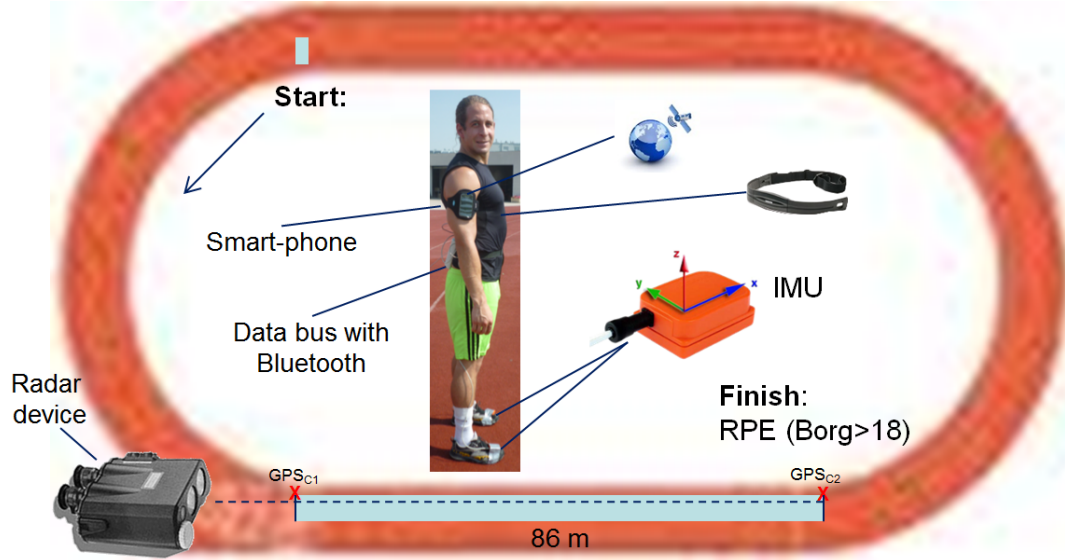 Start:
z
y
x
IMU
Smart-phone
Data bus with
Bluetooth
Radar
device
Finish:
RPE (Borg>18)
GPSC1
GPSC2
X
X
86 m